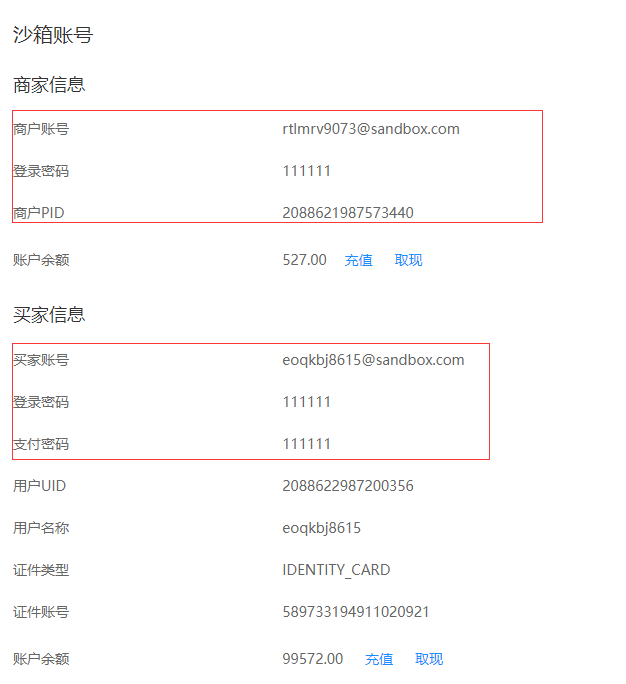 沙箱账号
商家信息
商户账号 rtlmrv9073@sandbox.com
登录密码 111111
商户PID 2088621987573440
账户余额 527.00 充值 取现
买家信息
买家账号 eoqkbj8615@sandbox.com
登录密码 111111
支付密码 111111
用户UID 2088622987200356
用户名称 eoqkbj8615
证件类型 IDENTITY_CARD
证件账号 589733194911020921
账户余额 99572.00 充值 取现